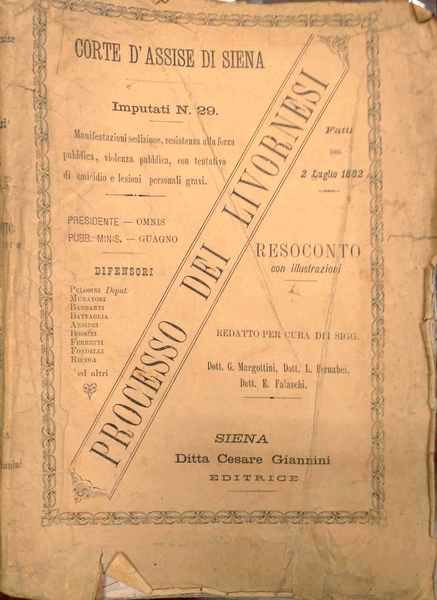 CORTE D'ASSISE DI SIENA
Imputati N. 29.
Manifestazioni sediziose, resistenza alla forza
pubblica, violenza pubblica, con tentativo
di omicidio e lesioni personali gravi.
PRESIDENTE — OMNIS
PUBB. MINIS. — GUAGNO
DIFENSORI
PELOSINI Deput.
MURATORI
BARSANTI
BATTAGLIA
FERRETTI
ed altri
PROCESSO DEI LIVORNESI
Fatti
DEL
2 Luglio 1882
RESOCONTO
con illustrazioni
REDATTO PER CURA DEI SIGG.
Dott. G. Margottini, Dott. L. Bernabei,
Dott. E. Falaschi.
SIENA
Ditta Cesare Giannini
EDITRICE